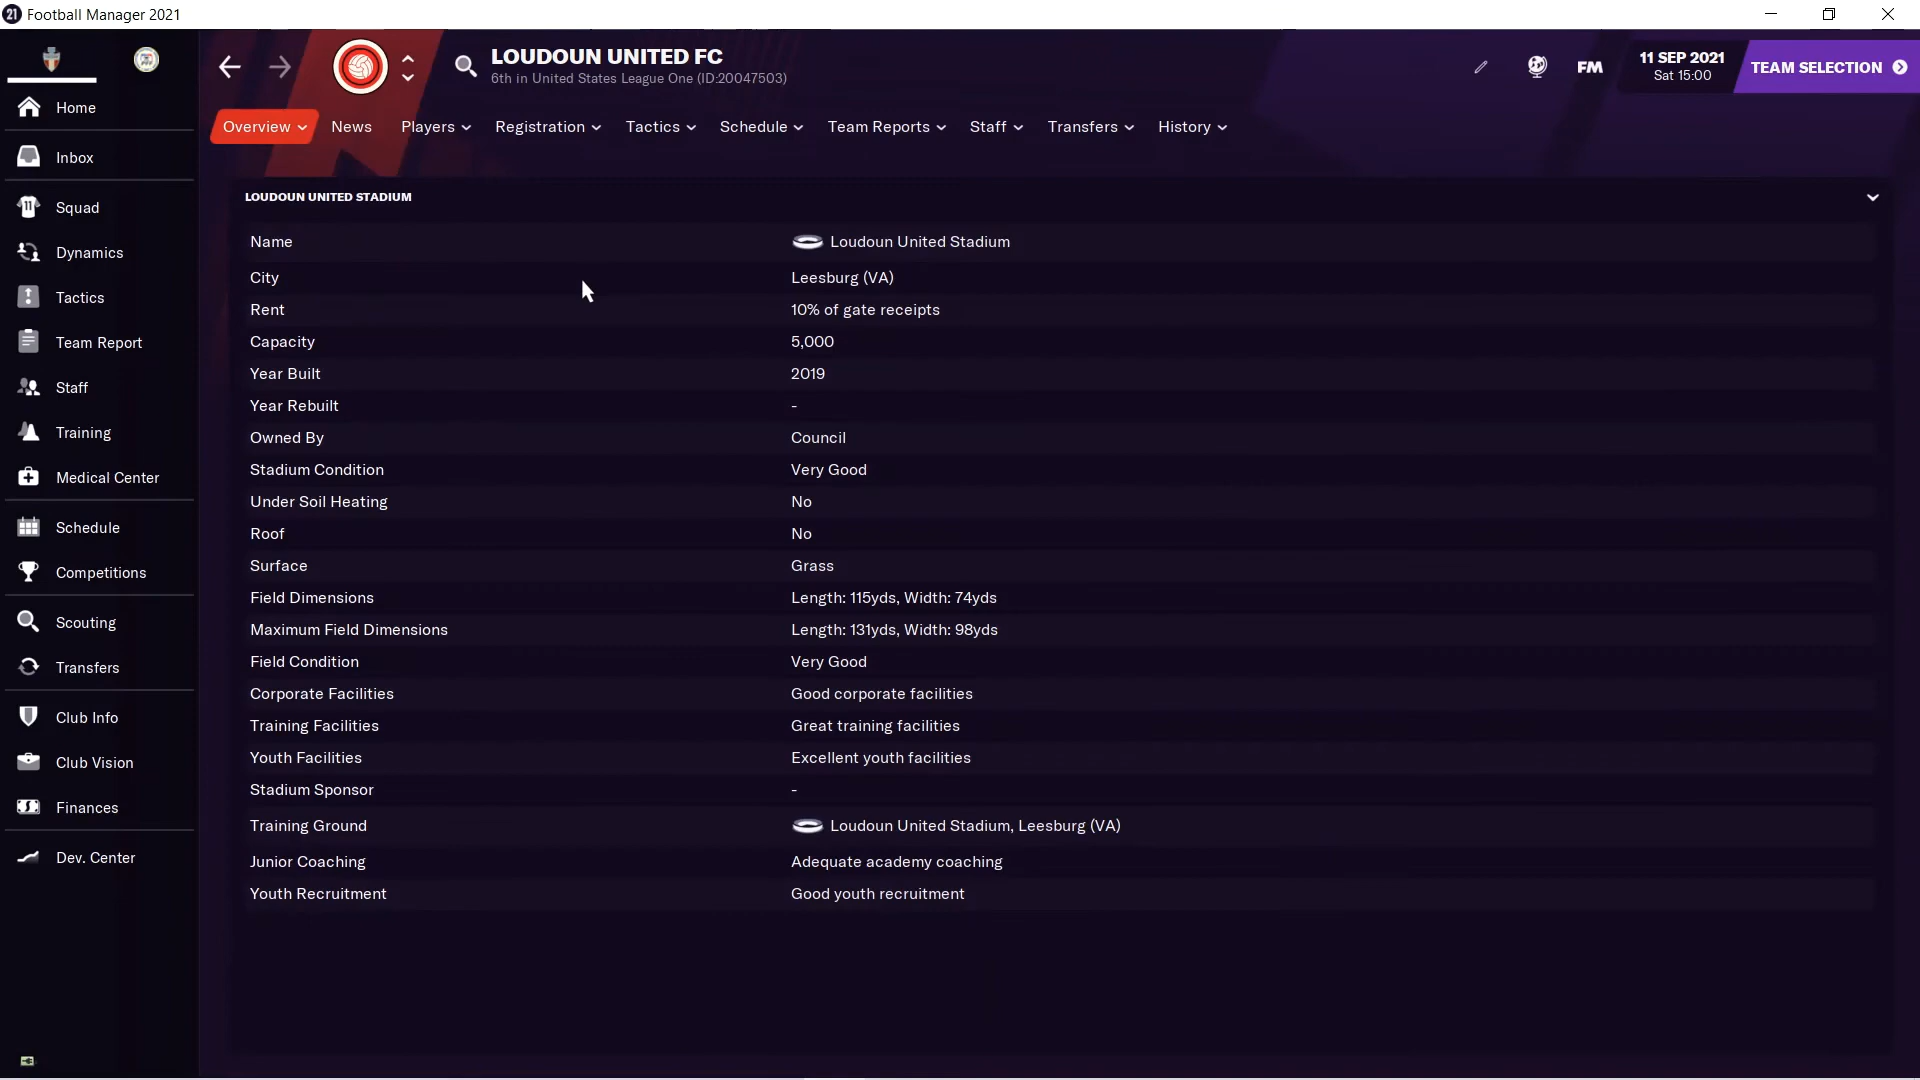 Football Manager 2021
LOUDOUN UNITED FC
6th in United States League One (ID:20047503)
FM
11 SEP 2021
Sat 15:00
TEAM SELECTION
Overview News Players Registration Tactics Schedule Team Reports Staff Transfers History
Home
Inbox
Squad
Dynamics
Tactics
Team Report
Staff
Training
Medical Center
Schedule
Competitions
Scouting
Transfers
Club Info
Club Vision
Finances
Dev. Center
LOUDOUN UNITED STADIUM
Name Loudoun United Stadium
City Leesburg (VA)
Rent 10% of gate receipts
Capacity 5,000
Year Built 2019
Year Rebuilt -
Owned By Council
Stadium Condition Very Good
Under Soil Heating No
Roof No
Surface Grass
Field Dimensions Length: 115yds, Width: 74yds
Maximum Field Dimensions Length: 131yds, Width: 98yds
Field Condition Very Good
Corporate Facilities Good corporate facilities
Training Facilities Great training facilities
Youth Facilities Excellent youth facilities
Stadium Sponsor -
Training Ground Loudoun United Stadium, Leesburg (VA)
Junior Coaching Adequate academy coaching
Youth Recruitment Good youth recruitment